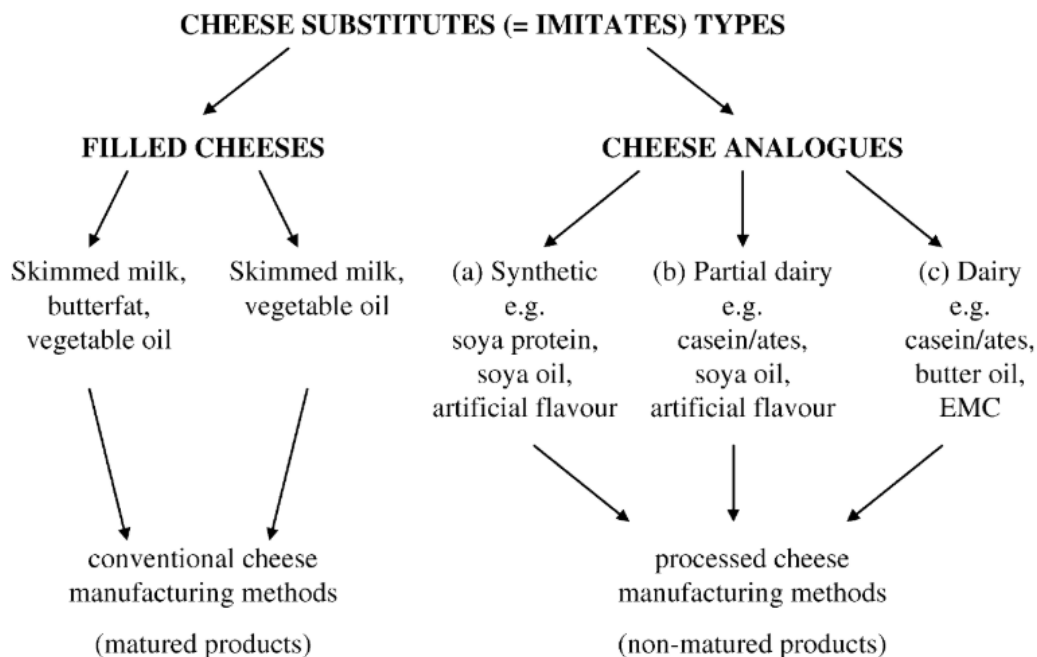 CHEESE SUBSTITUTES (= IMITATES) TYPES
FILLED CHEESES
CHEESE ANALOGUES
Skimmed milk,
butterfat,
vegetable oil
Skimmed milk,
vegetable oil
(a) Synthetic
e.g.
soya protein,
soya oil,
artificial flavour
(b) Partial dairy
e.g.
casein/ates,
soya oil,
artificial flavour
(c) Dairy
e.g.
casein/ates,
butter oil,
EMC
conventional cheese
manufacturing methods
(matured products)
processed cheese
manufacturing methods
(non-matured products)